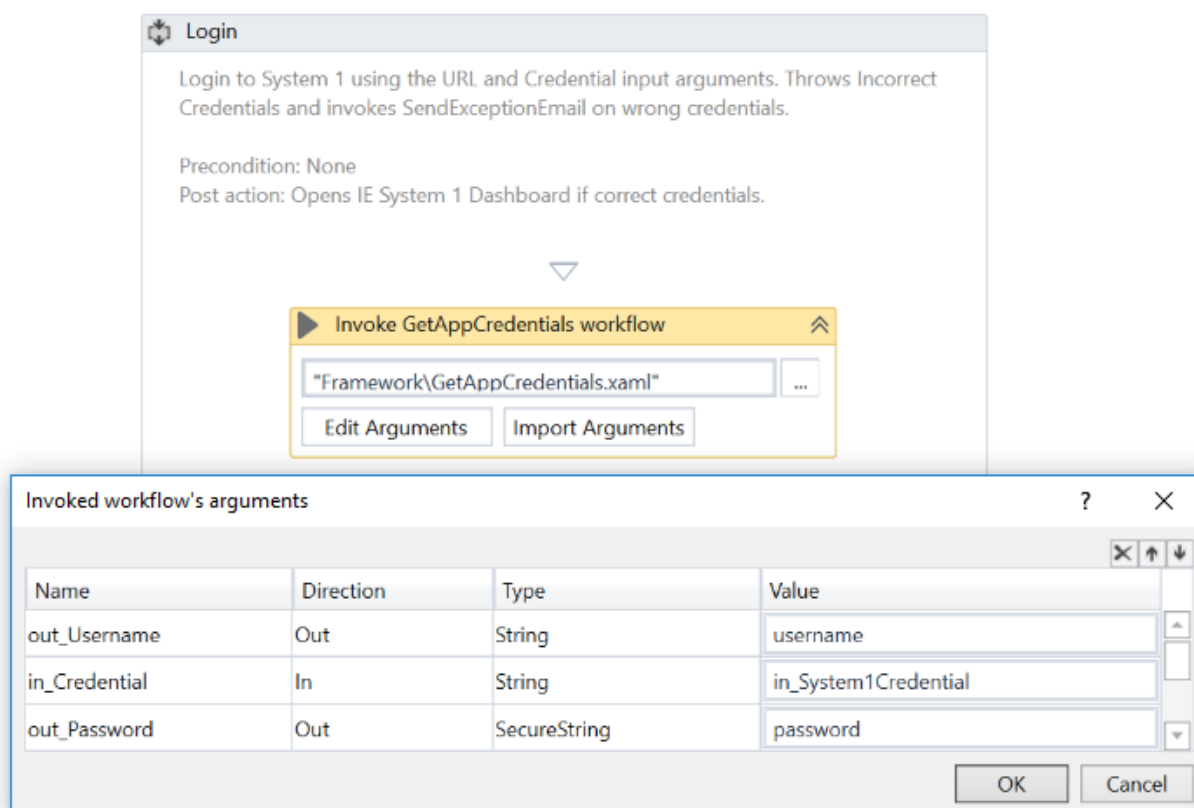 Login
Login to System 1 using the URL and Credential input arguments. Throws Incorrect
Credentials and invokes SendExceptionEmail on wrong credentials.
Precondition: None
Post action: Opens IE System 1 Dashboard if correct credentials.
Invoke GetAppCredentials workflow
"Framework\GetAppCredentials.xaml"
...
Edit Arguments Import Arguments
Invoked workflow's arguments ?
Name Direction Type Value
out_Username Out String username
in_Credential In String in_System1Credential
out_Password Out SecureString password
OK Cancel